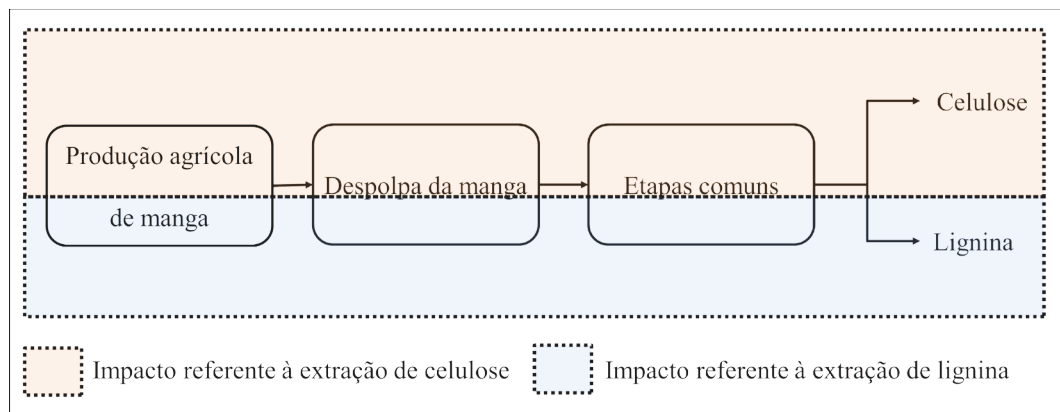 Celulose
Produção agrícola
de manga
Despolpa da manga
Etapas comuns
Lignina
Impacto referente à extração de celulose
Impacto referente à extração de lignina